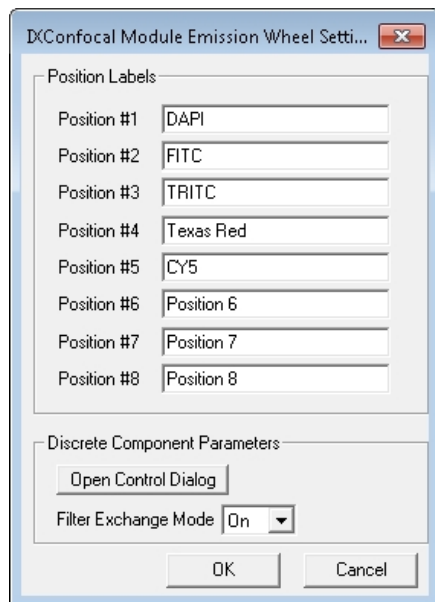 IXConfocal Module Emission Wheel Setti...
Position Labels
Position #1 DAPI
Position #2 FITC
Position #3 TRITC
Position #4 Texas Red
Position #5 CY5
Position #6 Position 6
Position #7 Position 7
Position #8 Position 8
Discrete Component Parameters
Open Control Dialog
Filter Exchange Mode On
OK Cancel